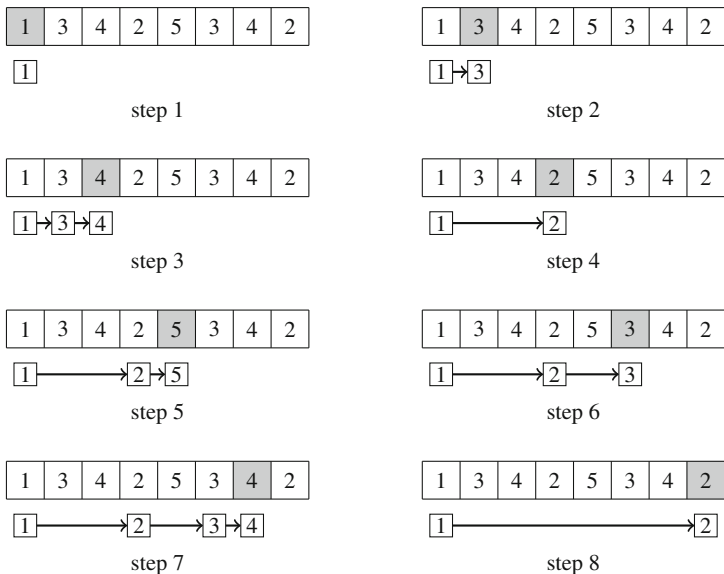 1 3 4 2 5 3 4 2
1
step 1
1 3 4 2 5 3 4 2
1 3
step 2
1 3 4 2 5 3 4 2
1 3 4
step 3
1 3 4 2 5 3 4 2
1 2
step 4
1 3 4 2 5 3 4 2
1 2 5
step 5
1 3 4 2 5 3 4 2
1 2 3
step 6
1 3 4 2 5 3 4 2
1 2 3 4
step 7
1 3 4 2 5 3 4 2
1 2
step 8